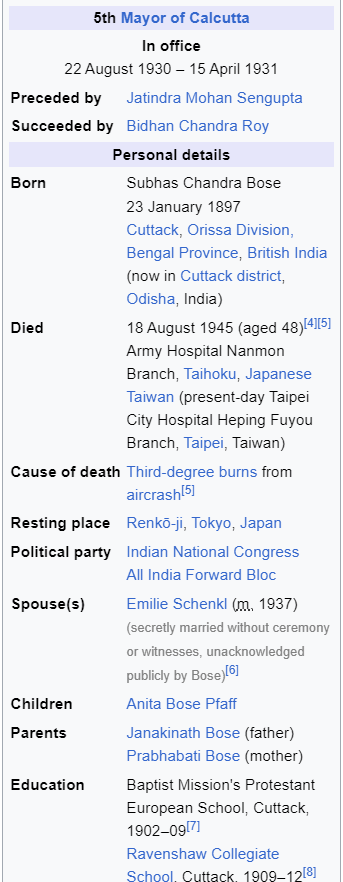 5th Mayor of Calcutta
In office
22 August 1930 – 15 April 1931
Preceded by Jatindra Mohan Sengupta
Succeeded by Bidhan Chandra Roy
Personal details
Born Subhas Chandra Bose
23 January 1897
Cuttack, Orissa Division,
Bengal Province, British India
(now in Cuttack district,
Odisha, India)
Died 18 August 1945 (aged 48)[4][5]
Army Hospital Nanmon
Branch, Taihoku, Japanese
Taiwan (present-day Taipei
City Hospital Heping Fuyou
Branch, Taipei, Taiwan)
Cause of death Third-degree burns from
aircrash[5]
Resting place Renkō-ji, Tokyo, Japan
Political party Indian National Congress
All India Forward Bloc
Spouse(s) Emilie Schenkl (m. 1937)
(secretly married without ceremony
or witnesses, unacknowledged
publicly by Bose)[6]
Children Anita Bose Pfaff
Parents Janakinath Bose (father)
Prabhabati Bose (mother)
Education Baptist Mission's Protestant
European School, Cuttack,
1902–09[7]
Ravenshaw Collegiate
School, Cuttack, 1909–12[8]